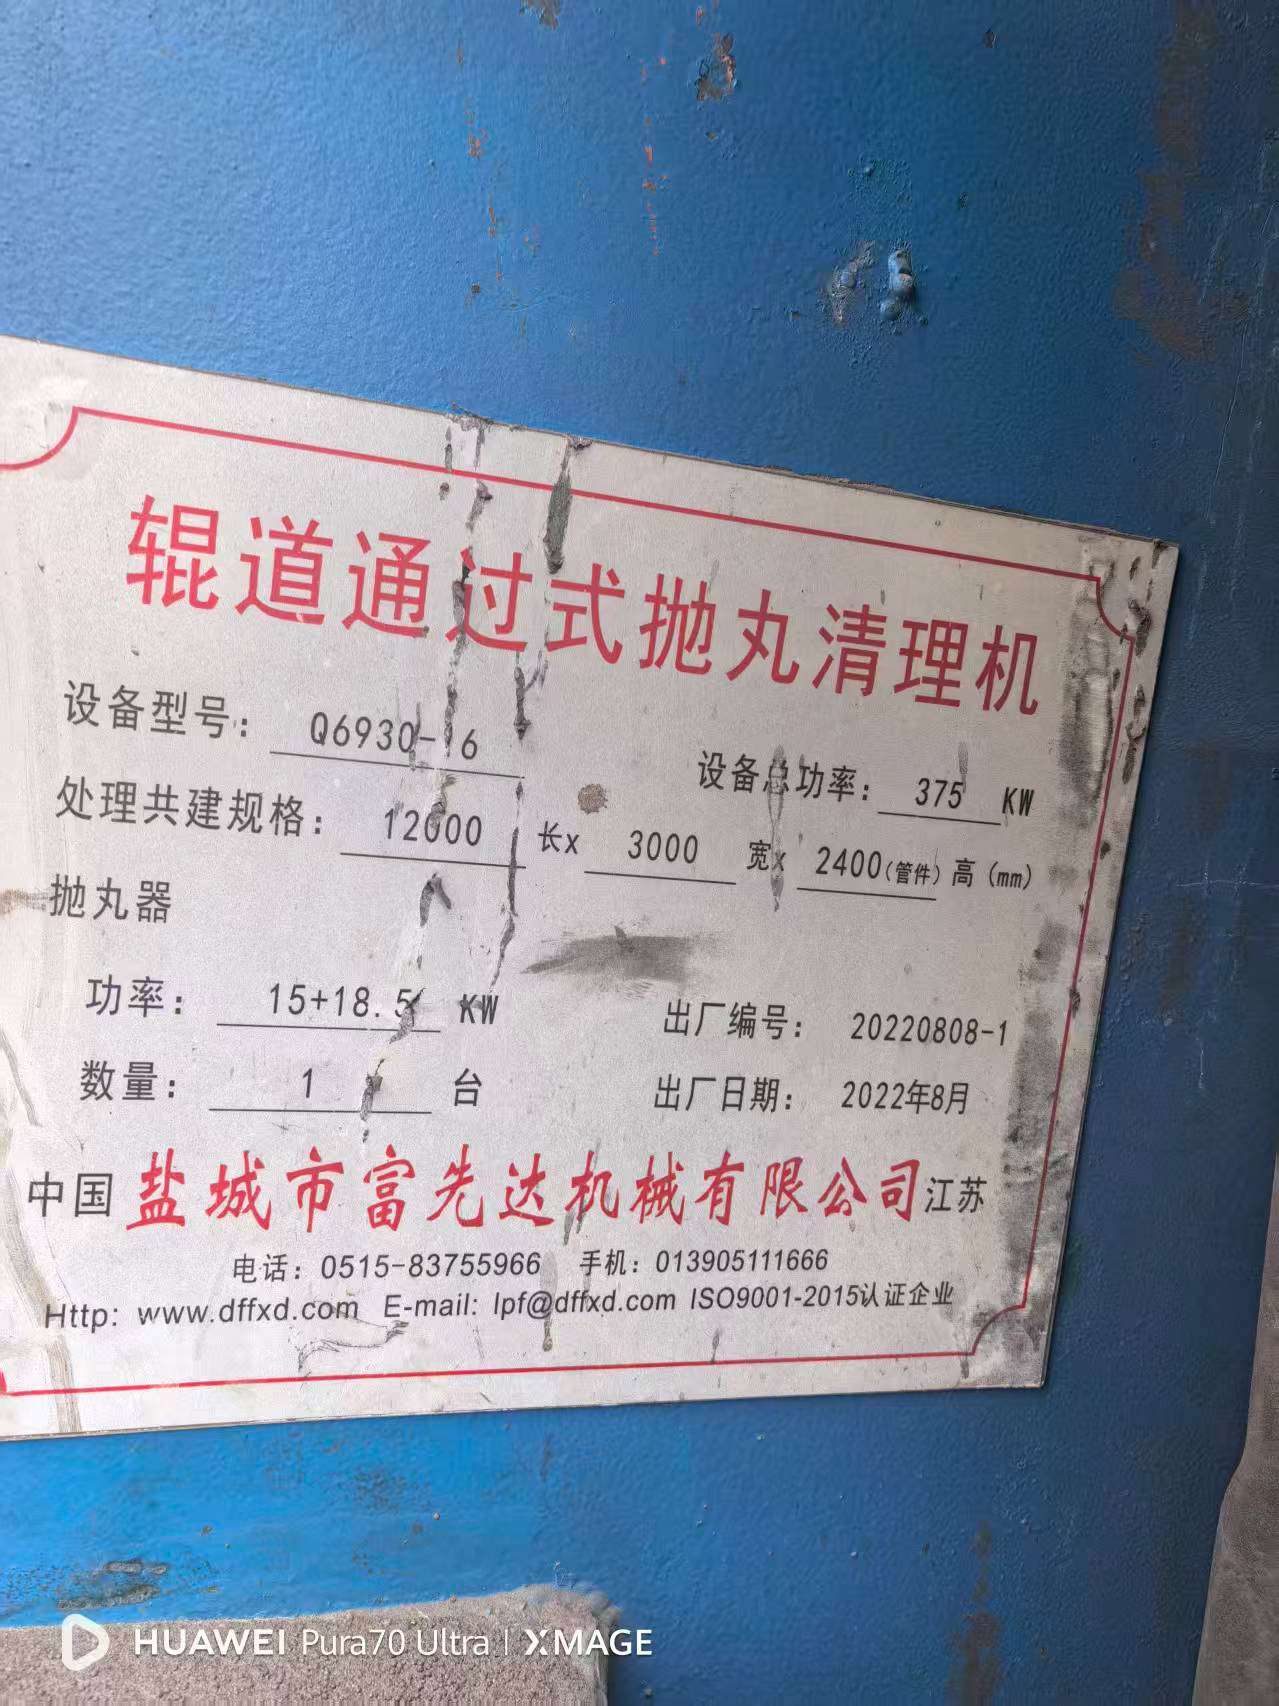 辊道通过式抛丸清理机
设备型号: Q6930-16
设备总功率: 375 KW
处理共建规格: 12000 长x 3000 宽x 2400(管件) 高 (mm)
抛丸器
功率: 15+18.5 KW
出厂编号: 20220808-1
数量: 1 台
出厂日期: 2022年8月
中国 盐城市富先达机械有限公司 江苏
电话: 0515-83755966 手机: 013905111666
Http: www.dffxd.com E-mail: lpf@dffxd.com ISO9001-2015认证企业
HUAWEI Pura70 Ultra | XMAGE